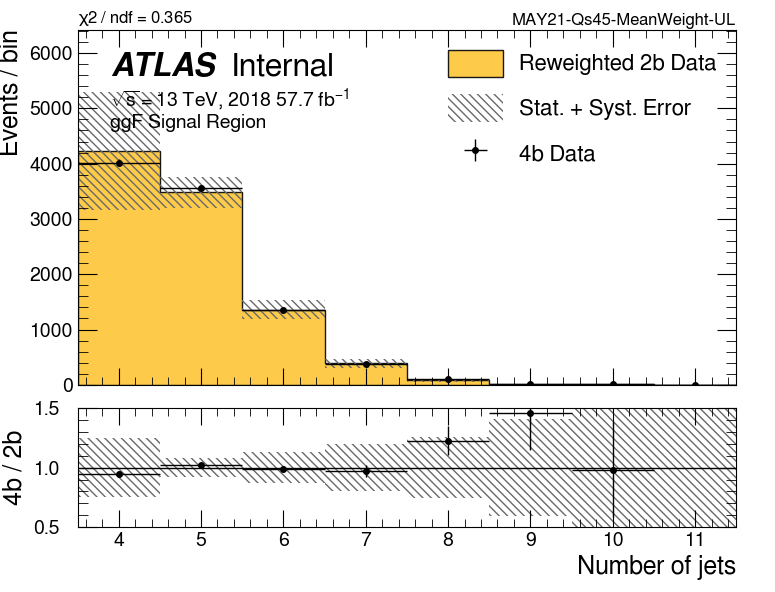 χ2 / ndf = 0.365
MAY21-Qs45-MeanWeight-UL
Events / bin
6000
5000
4000
3000
2000
1000
0
ATLAS Internal
√s = 13 TeV, 2018 57.7 fb−1
ggF Signal Region
Reweighted 2b Data
Stat. + Syst. Error
4b Data
4b / 2b
1.5
1.0
0.5
4 5 6 7 8 9 10 11
Number of jets